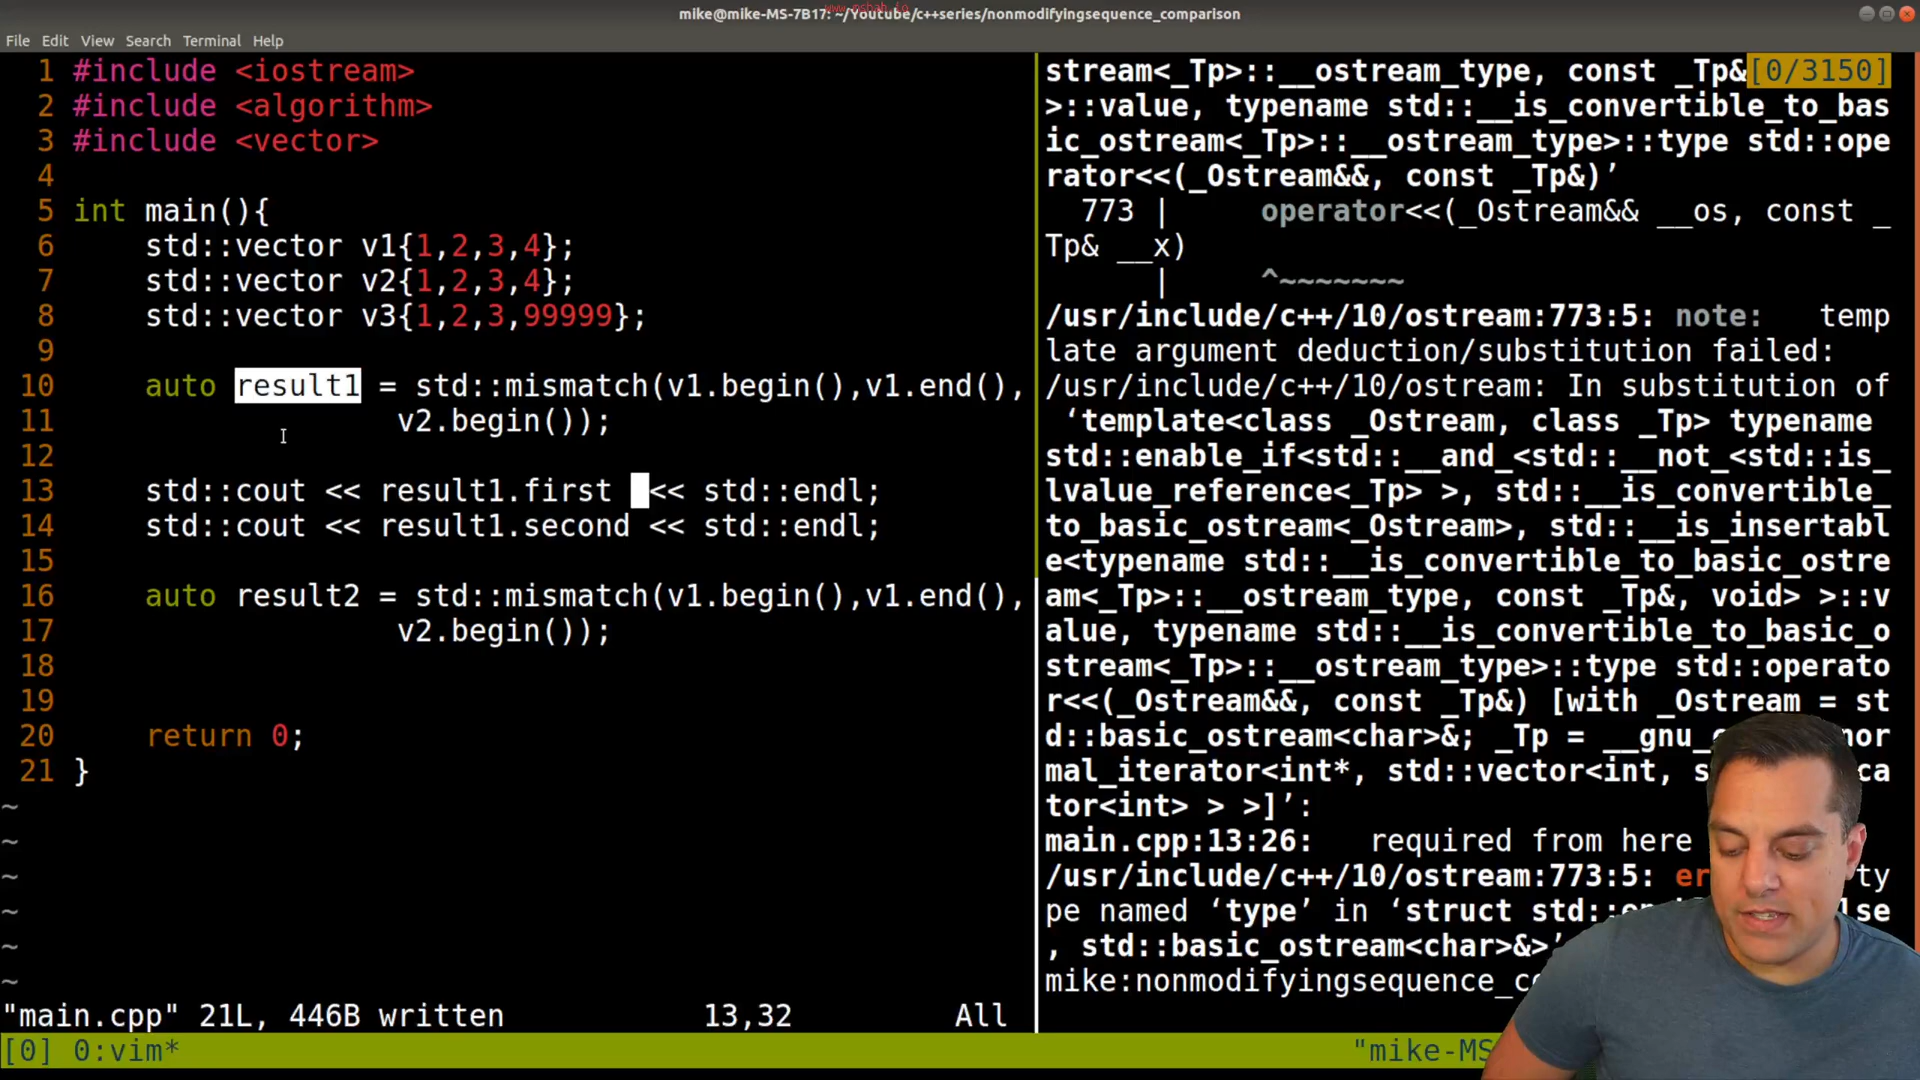 mike@mike-MS-7B17: ~/Youtube/c++series/nonmodifyingsequence_comparison
File Edit View Search Terminal Help
1 #include <iostream>
2 #include <algorithm>
3 #include <vector>
4
5 int main(){
6     std::vector v1{1,2,3,4};
7     std::vector v2{1,2,3,4};
8     std::vector v3{1,2,3,99999};
9
10     auto result1 = std::mismatch(v1.begin(),v1.end(),
11                   v2.begin());
12
13     std::cout << result1.first << std::endl;
14     std::cout << result1.second << std::endl;
15
16     auto result2 = std::mismatch(v1.begin(),v1.end(),
17                   v2.begin());
18
19
20     return 0;
21 }
~
~
~
~
~
~
"main.cpp" 21L, 446B written 13,32 All
stream<_Tp>::__ostream_type, const _Tp& [0/3150]
>::value, typename std::__is_convertible_to_bas
ic_ostream<_Tp>::__ostream_type>::type std::ope
rator<<(_Ostream&&, const _Tp&)’
773 |     operator<<(_Ostream&& __os, const _
Tp& __x)
|     ^~~~~~~~
/usr/include/c++/10/ostream:773:5: note:   temp
late argument deduction/substitution failed:
/usr/include/c++/10/ostream: In substitution of
‘template<class _Ostream, class _Tp> typename
std::enable_if<std::__and_<std::__not_<std::is_
lvalue_reference<_Tp> >, std::__is_convertible_
to_basic_ostream<_Ostream>, std::__is_insertabl
e<typename std::__is_convertible_to_basic_ostre
am<_Tp>::__ostream_type, const _Tp&, void> >::v
alue, typename std::__is_convertible_to_basic_o
stream<_Tp>::__ostream_type>::type std::operato
r<<(_Ostream&&, const _Tp&) [with _Ostream = st
d::basic_ostream<char>&; _Tp = __gnu_ nor
mal_iterator<int*, std::vector<int, s ca
tor<int> > >]’:
main.cpp:13:26:   required from here
/usr/include/c++/10/ostream:773:5: er ty
pe named ‘type’ in ‘struct std:: lse
, std::basic_ostream<char>&>’
mike:nonmodifyingsequence_c
[0] 0:vim* "mike-MS